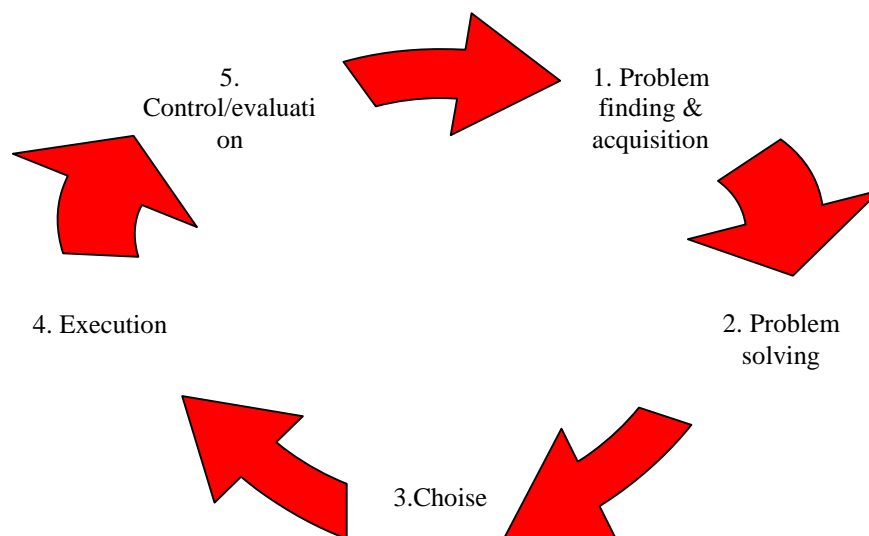 5.
Control/evaluati
on
1. Problem
finding &
acquisition
2. Problem
solving
3.Choise
4. Execution